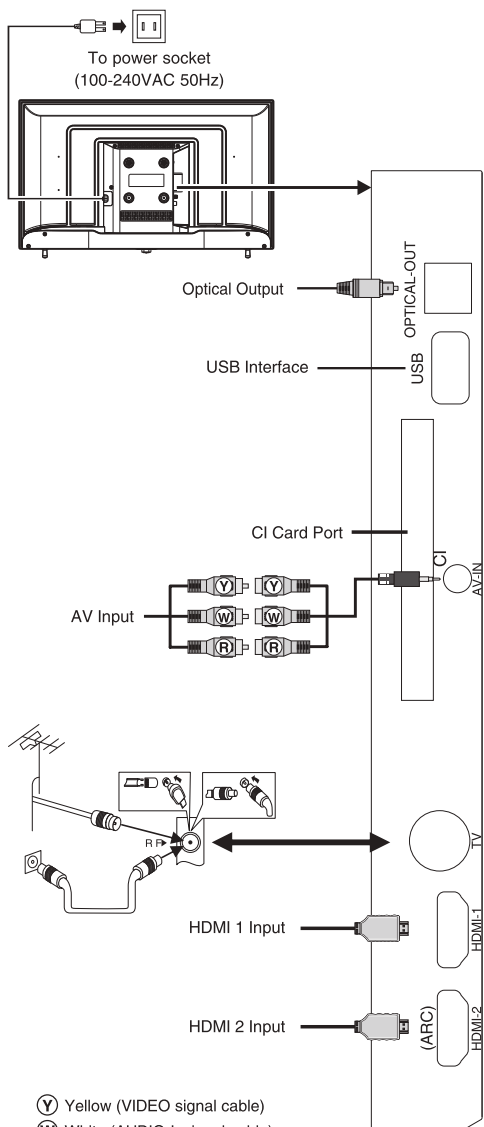 To power socket
(100-240VAC 50Hz)
Optical Output
OPTICAL-OUT
USB Interface
USB
CI Card Port
CI
AV-IN
AV Input
Y Y
W W
R R
R F
TV
HDMI 1 Input
HDMI-1
HDMI 2 Input
(ARC)
HDMI-2
Y Yellow (VIDEO signal cable)